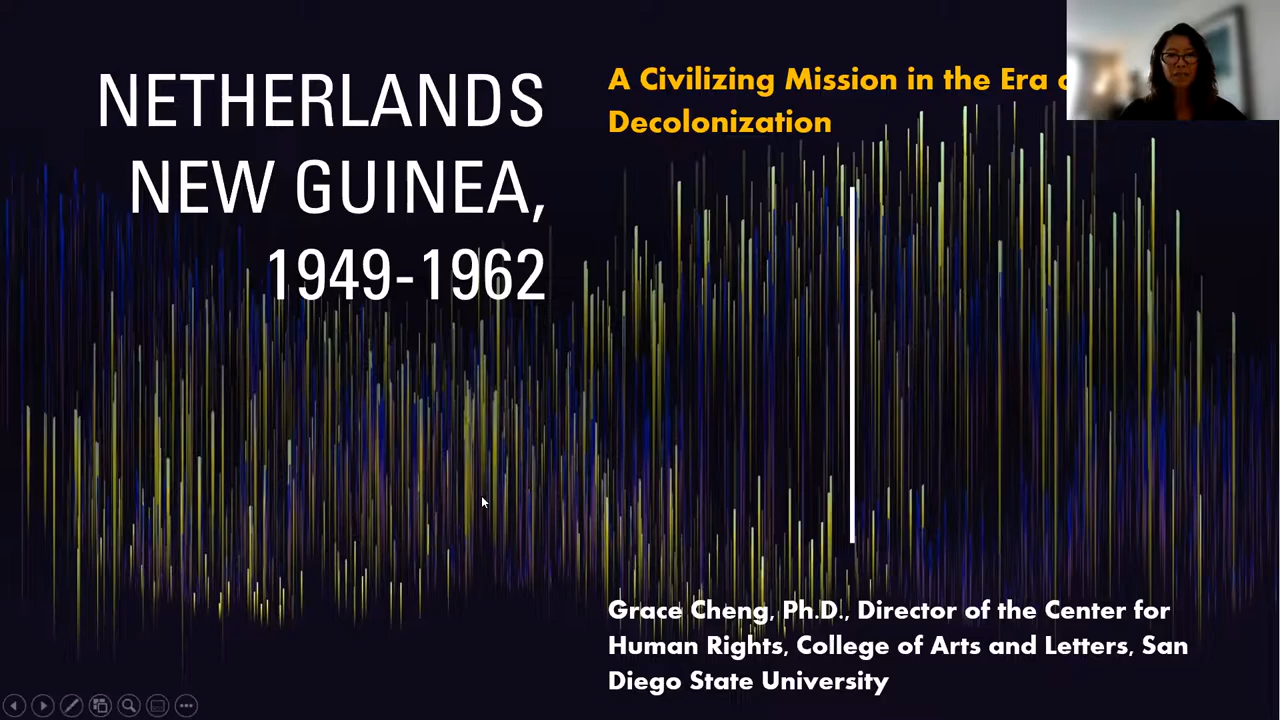 NETHERLANDS
NEW GUINEA,
1949-1962
A Civilizing Mission in the Era
Decolonization
Grace Cheng, Ph.D., Director of the Center for
Human Rights, College of Arts and Letters, San
Diego State University